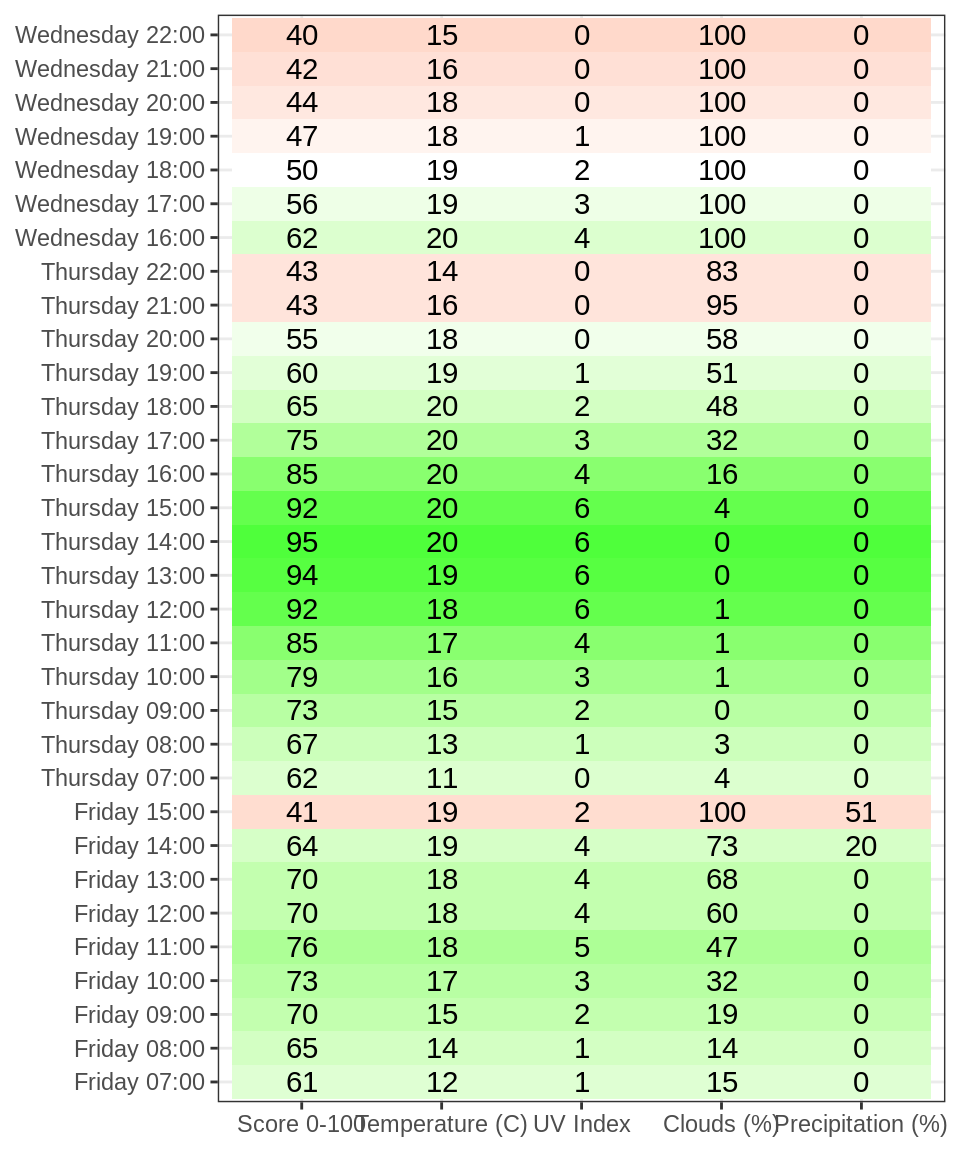 Wednesday 22:00 40 15 0 100 0
Wednesday 21:00 42 16 0 100 0
Wednesday 20:00 44 18 0 100 0
Wednesday 19:00 47 18 1 100 0
Wednesday 18:00 50 19 2 100 0
Wednesday 17:00 56 19 3 100 0
Wednesday 16:00 62 20 4 100 0
Thursday 22:00 43 14 0 83 0
Thursday 21:00 43 16 0 95 0
Thursday 20:00 55 18 0 58 0
Thursday 19:00 60 19 1 51 0
Thursday 18:00 65 20 2 48 0
Thursday 17:00 75 20 3 32 0
Thursday 16:00 85 20 4 16 0
Thursday 15:00 92 20 6 4 0
Thursday 14:00 95 20 6 0 0
Thursday 13:00 94 19 6 0 0
Thursday 12:00 92 18 6 1 0
Thursday 11:00 85 17 4 1 0
Thursday 10:00 79 16 3 1 0
Thursday 09:00 73 15 2 0 0
Thursday 08:00 67 13 1 3 0
Thursday 07:00 62 11 0 4 0
Friday 15:00 41 19 2 100 51
Friday 14:00 64 19 4 73 20
Friday 13:00 70 18 4 68 0
Friday 12:00 70 18 4 60 0
Friday 11:00 76 18 5 47 0
Friday 10:00 73 17 3 32 0
Friday 09:00 70 15 2 19 0
Friday 08:00 65 14 1 14 0
Friday 07:00 61 12 1 15 0
Score 0-100 Temperature (C) UV Index Clouds (%) Precipitation (%)